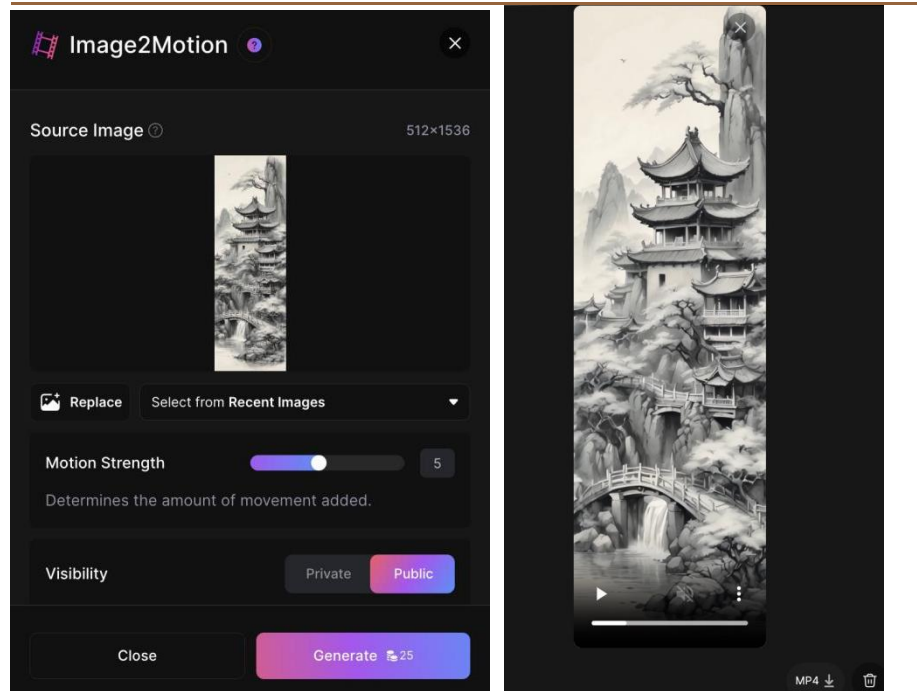 Image2Motion ?
Source Image ? 512×1536
Replace Select from Recent Images
Motion Strength 5
Determines the amount of movement added.
Visibility Private Public
Close Generate 25
MP4